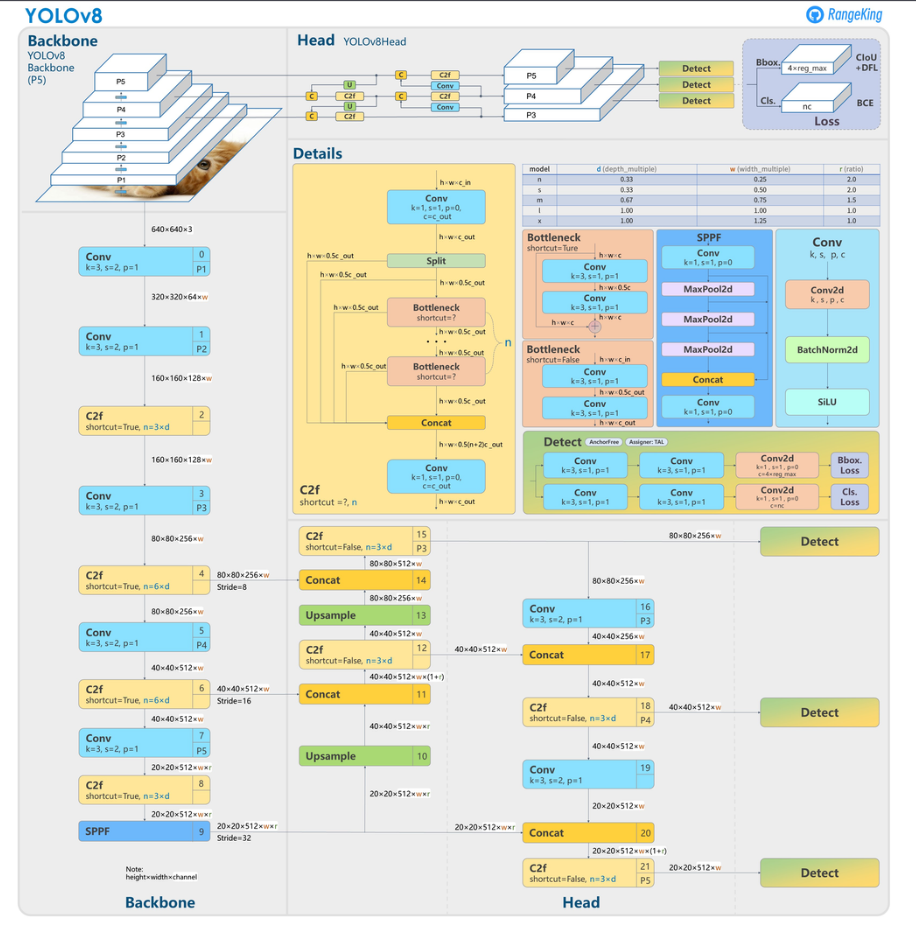 YOLOv8
RangeKing
Backbone
YOLOv8
Backbone
(P5)
P5
P4
P3
P2
P1
Head YOLOv8Head
C
C2f
U
Conv
C
C2f
C
C2f
U
Conv
C
C2f
P5
P4
P3
Detect
Detect
Detect
Bbox.
4×reg_max
CIoU
+DFL
Cls.
nc
BCE
Loss
640×640×3
Conv
k=3, s=2, p=1
0
P1
320×320×64×w
Conv
k=3, s=2, p=1
1
P2
160×160×128×w
C2f
shortcut=True, n=3×d
2
160×160×128×w
Conv
k=3, s=2, p=1
3
P3
80×80×256×w
C2f
shortcut=True, n=6×d
4
80×80×256×w
Stride=8
80×80×256×w
Conv
k=3, s=2, p=1
5
P4
40×40×512×w
C2f
shortcut=True, n=6×d
6
40×40×512×w
Stride=16
40×40×512×w
Conv
k=3, s=2, p=1
7
P5
20×20×512×w×r
C2f
shortcut=True, n=3×d
8
20×20×512×w×r
SPPF
9
20×20×512×w×r
Stride=32
Note:
height×width×channel
Backbone
Details
h=w=c_in
Conv
k=1, s=1, p=0,
c=c_out
h=w=c_out
Split
h=w=0.5c_out
h=w=0.5c_out
h=w=0.5c_out
Bottleneck
shortcut=?
h=w=0.5c_out
h=w=0.5c_out
• • •
h=w=0.5c_out
Bottleneck
shortcut=?
n
h=w=0.5c_out
h=w=0.5c_out
Concat
h=w=0.5(n+2)c_out
Conv
k=1, s=1, p=0,
c=c_out
h=w=c_out
C2f
shortcut =?, n
model d (depth_multiple) w (width_multiple) r (ratio)
n 0.33 0.25 2.0
s 0.33 0.50 2.0
m 0.67 0.75 1.5
l 1.00 1.00 1.0
x 1.00 1.25 1.0
Bottleneck
shortcut=Ture
h=w=c
Conv
k=3, s=1, p=1
h=w=0.5c
Conv
k=3, s=1, p=1
h=w=c
h=w=c
Bottleneck
shortcut=False
h=w=c_in
Conv
k=3, s=1, p=1
h=w=0.5c_out
Conv
k=3, s=1, p=1
h=w=c_out
SPPF
Conv
k=1, s=1, p=0
MaxPool2d
MaxPool2d
MaxPool2d
Concat
Conv
k=1, s=1, p=0
Conv
k, s, p, c
Conv2d
k , s , p , c
BatchNorm2d
SiLU
Detect AnchorFree Assigner: TAL
Conv
k=3, s=1, p=1
Conv
k=3, s=1, p=1
Conv2d
k=1 , s=1 , p=0
c=4×reg_max
Bbox.
Loss
Conv
k=3, s=1, p=1
Conv
k=3, s=1, p=1
Conv2d
k=1 , s=1 , p=0
c=nc
Cls.
Loss
C2f
shortcut=False, n=3×d
15
P3
80×80×256×w
Detect
80×80×512×w
Concat
14
80×80×512×w
Upsample
13
40×40×512×w
C2f
shortcut=False, n=3×d
12
40×40×512×w
40×40×512×w×(1+r)
Concat
11
40×40×512×w×r
Upsample
10
20×20×512×w×r
20×20×512×w×r
80×80×256×w
Conv
k=3, s=2, p=1
16
P3
40×40×256×w
Concat
17
40×40×512×w
C2f
shortcut=False, n=3×d
18
P4
40×40×512×w
Detect
40×40×512×w
Conv
k=3, s=2, p=1
19
20×20×512×w
Concat
20
20×20×512×w×(1+r)
C2f
shortcut=False, n=3×d
21
P5
20×20×512×w
Detect
Head